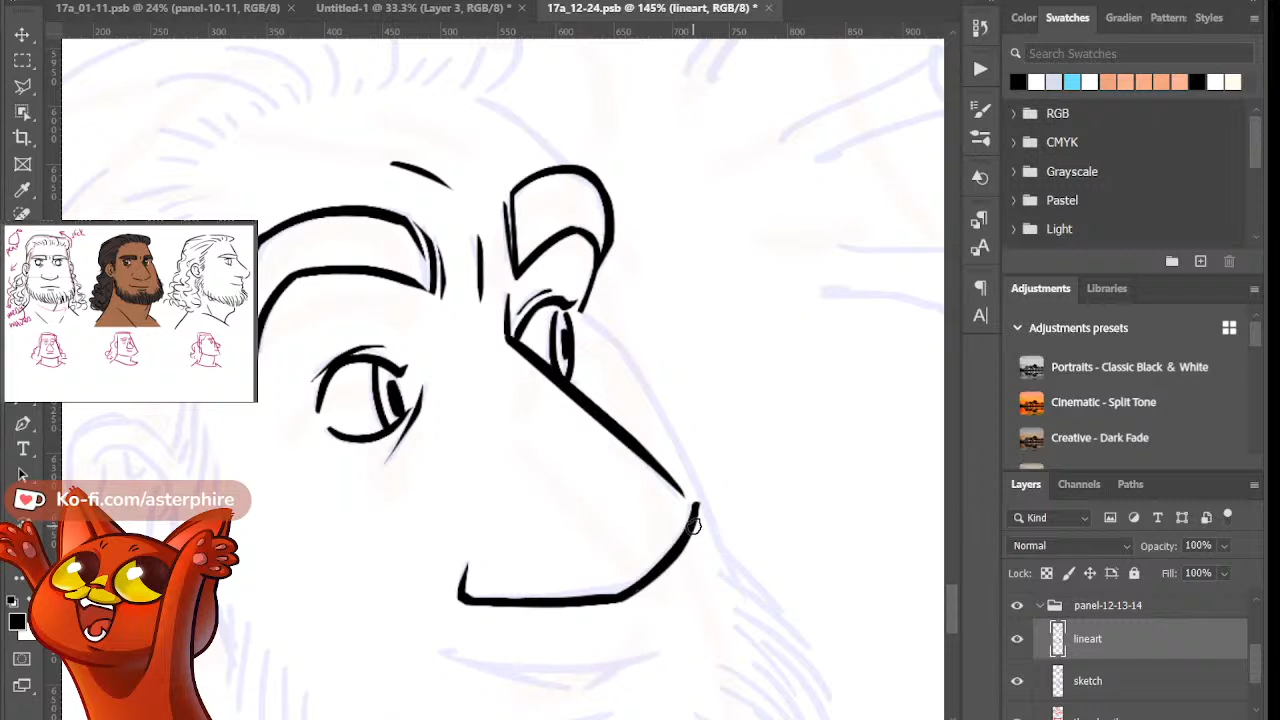 17a_01-11.psb @ 24% (panel-10-11, RGB/8)
Untitled-1 @ 33.3% (Layer 3, RGB/8) *
17a_12-24.psb @ 145% (lineart, RGB/8) *
200 250 300 350 400 450 500 550 600 650 700 750 800 850 900
Color Swatches Gradien Pattern: Styles
Search Swatches
RGB
CMYK
Grayscale
Pastel
Light
Adjustments Libraries
Adjustments presets
Portraits - Classic Black & White
Cinematic - Split Tone
Creative - Dark Fade
Layers Channels Paths
Kind
Normal Opacity: 100%
Lock: Fill: 100%
panel-12-13-14
lineart
sketch
Ko-fi.com/asterphire